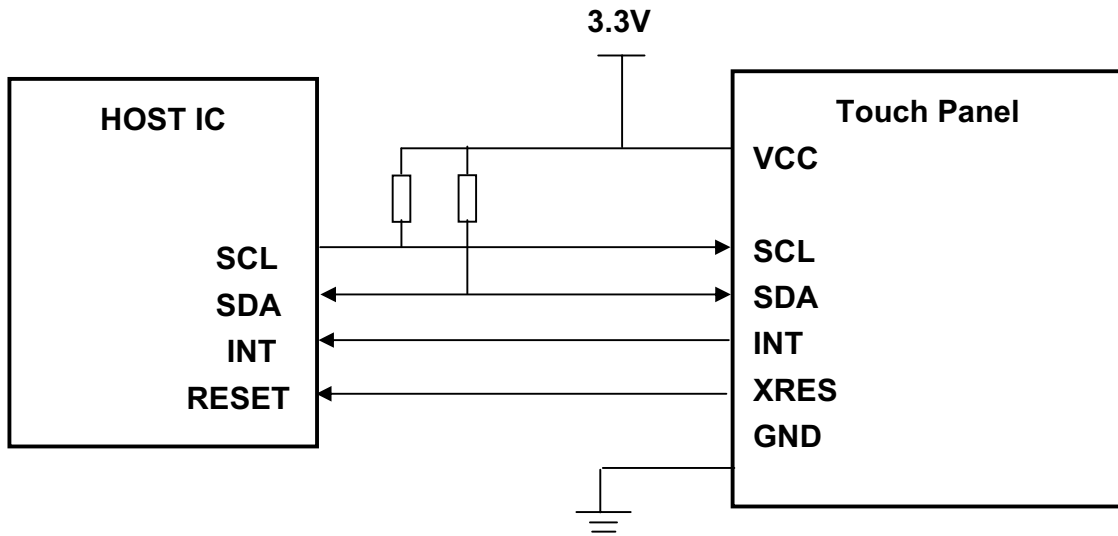 3.3V
HOST IC
SCL
SDA
INT
RESET
Touch Panel
VCC
SCL
SDA
INT
XRES
GND